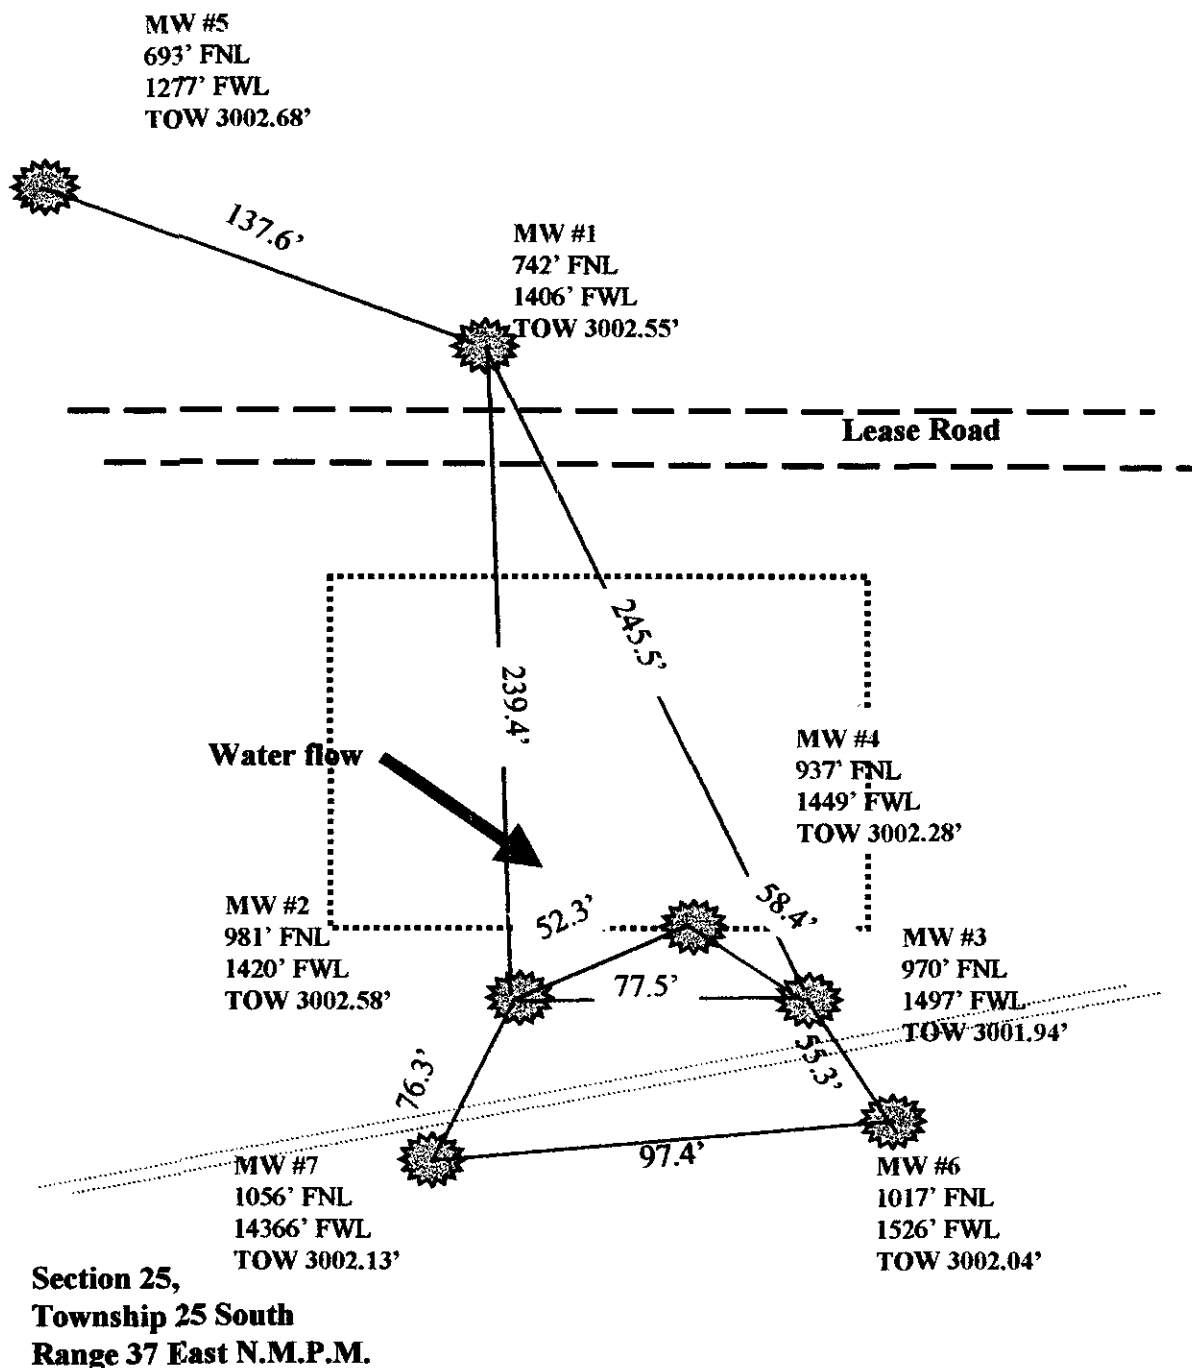 MW #5
693' FNL
1277' FWL
TOW 3002.68'
137.6'
MW #1
742' FNL
1406' FWL
TOW 3002.55'
Lease Road
245.5'
239.4'
Water flow
MW #4
937' FNL
1449' FWL
TOW 3002.28'
58.4'
52.3'
MW #2
981' FNL
1420' FWL
TOW 3002.58'
MW #3
970' FNL
1497' FWL
TOW 3001.94'
77.5'
55.3'
76.3'
97.4'
MW #7
1056' FNL
14366' FWL
TOW 3002.13'
MW #6
1017' FNL
1526' FWL
TOW 3002.04'
Section 25,
Township 25 South
Range 37 East N.M.P.M.